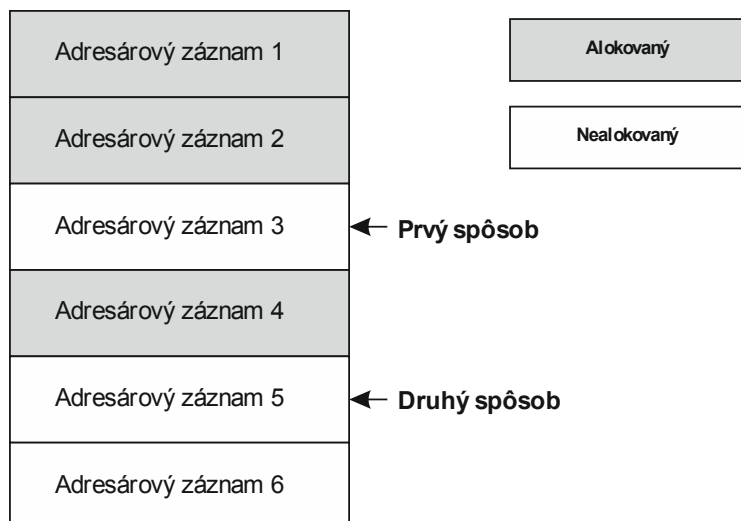 Adresárový záznam 1
Adresárový záznam 2
Adresárový záznam 3
Adresárový záznam 4
Adresárový záznam 5
Adresárový záznam 6
Prvý spôsob
Druhý spôsob
Alokovaný
Nealokovaný